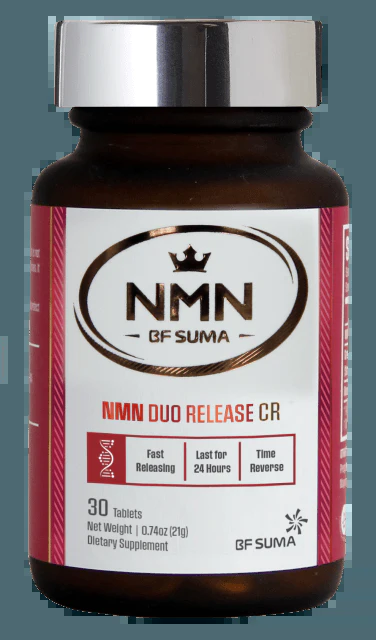 NMN
BF SUMA
NMN DUO RELEASE CR
Fast Releasing
Last for 24 Hours
Time Reverse
30 Tablets
Net Weight | 0.74oz (21g)
Dietary Supplement
BF SUMA